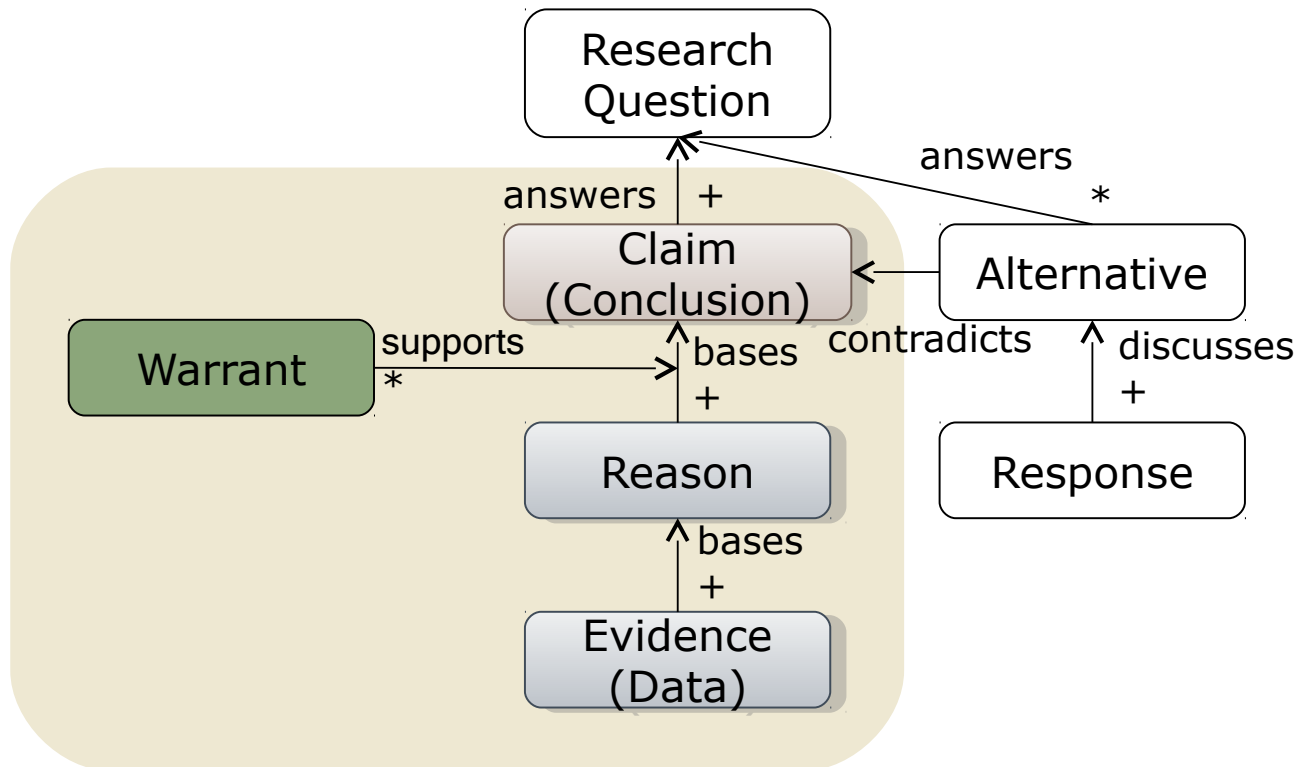 Research
Question
answers
answers
+
*
Claim
(Conclusion)
Alternative
contradicts
supports
*
Warrant
bases
+
discusses
+
Reason
Response
bases
+
Evidence
(Data)